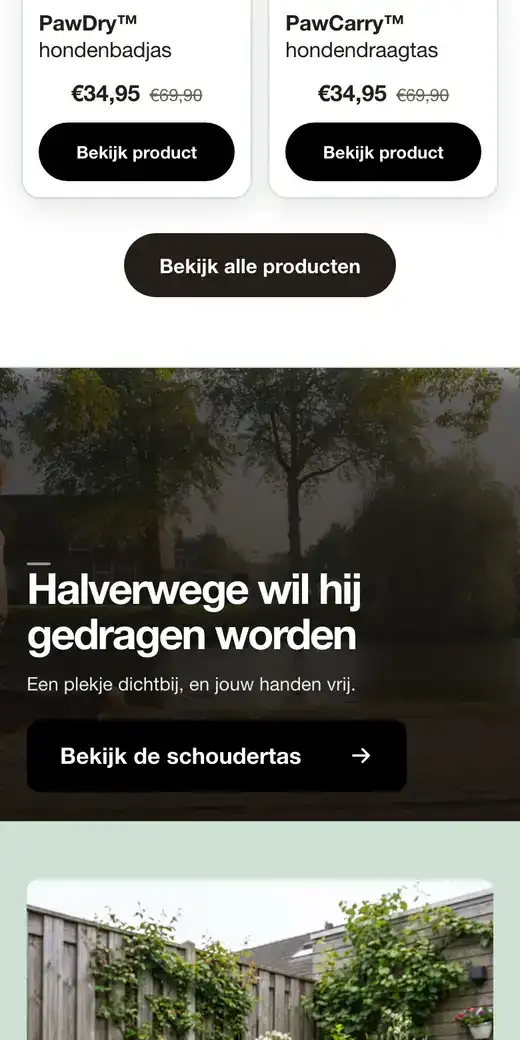 PawDry™
hondenbadjas
€34,95 €69,90
Bekijk product
PawCarry™
hondendraagtas
€34,95 €69,90
Bekijk product
Bekijk alle producten
Halverwege wil hij
gedragen worden
Een plekje dichtbij, en jouw handen vrij.
Bekijk de schoudertas →